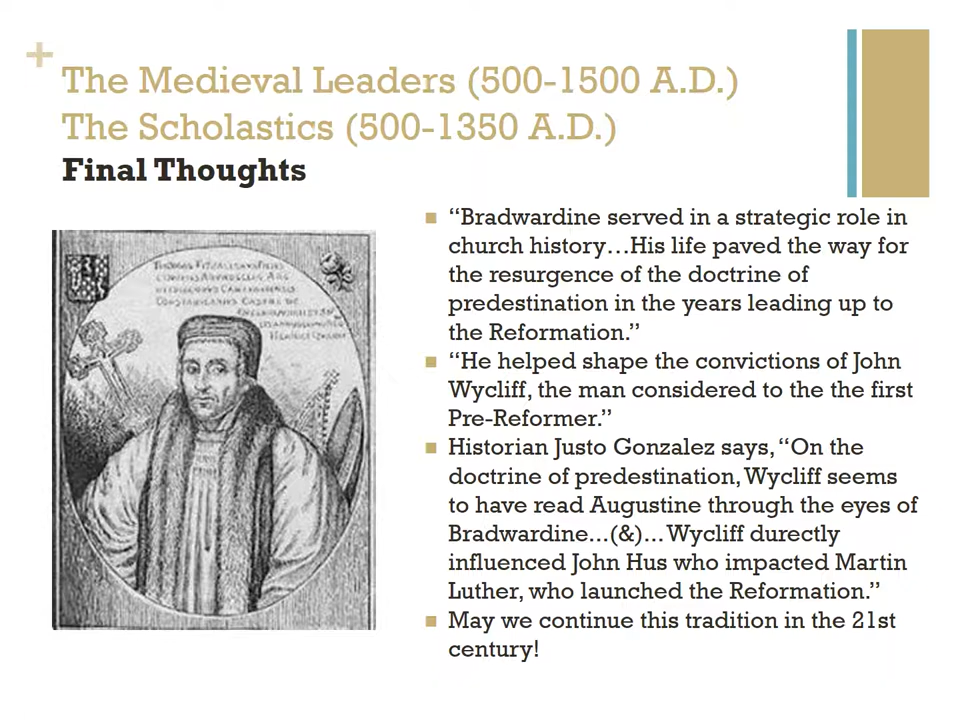 +
The Medieval Leaders (500-1500 A.D.)
The Scholastics (500-1350 A.D.)
Final Thoughts
“Bradwardine served in a strategic role in
church history...His life paved the way for
the resurgence of the doctrine of
predestination in the years leading up to
the Reformation.”
“He helped shape the convictions of John
Wycliff, the man considered to the the first
Pre-Reformer.”
Historian Justo Gonzalez says, “On the
doctrine of predestination, Wycliff seems
to have read Augustine through the eyes of
Bradwardine...(&)... Wycliff durectly
influenced John Hus who impacted Martin
Luther, who launched the Reformation.”
May we continue this tradition in the 21st
century!